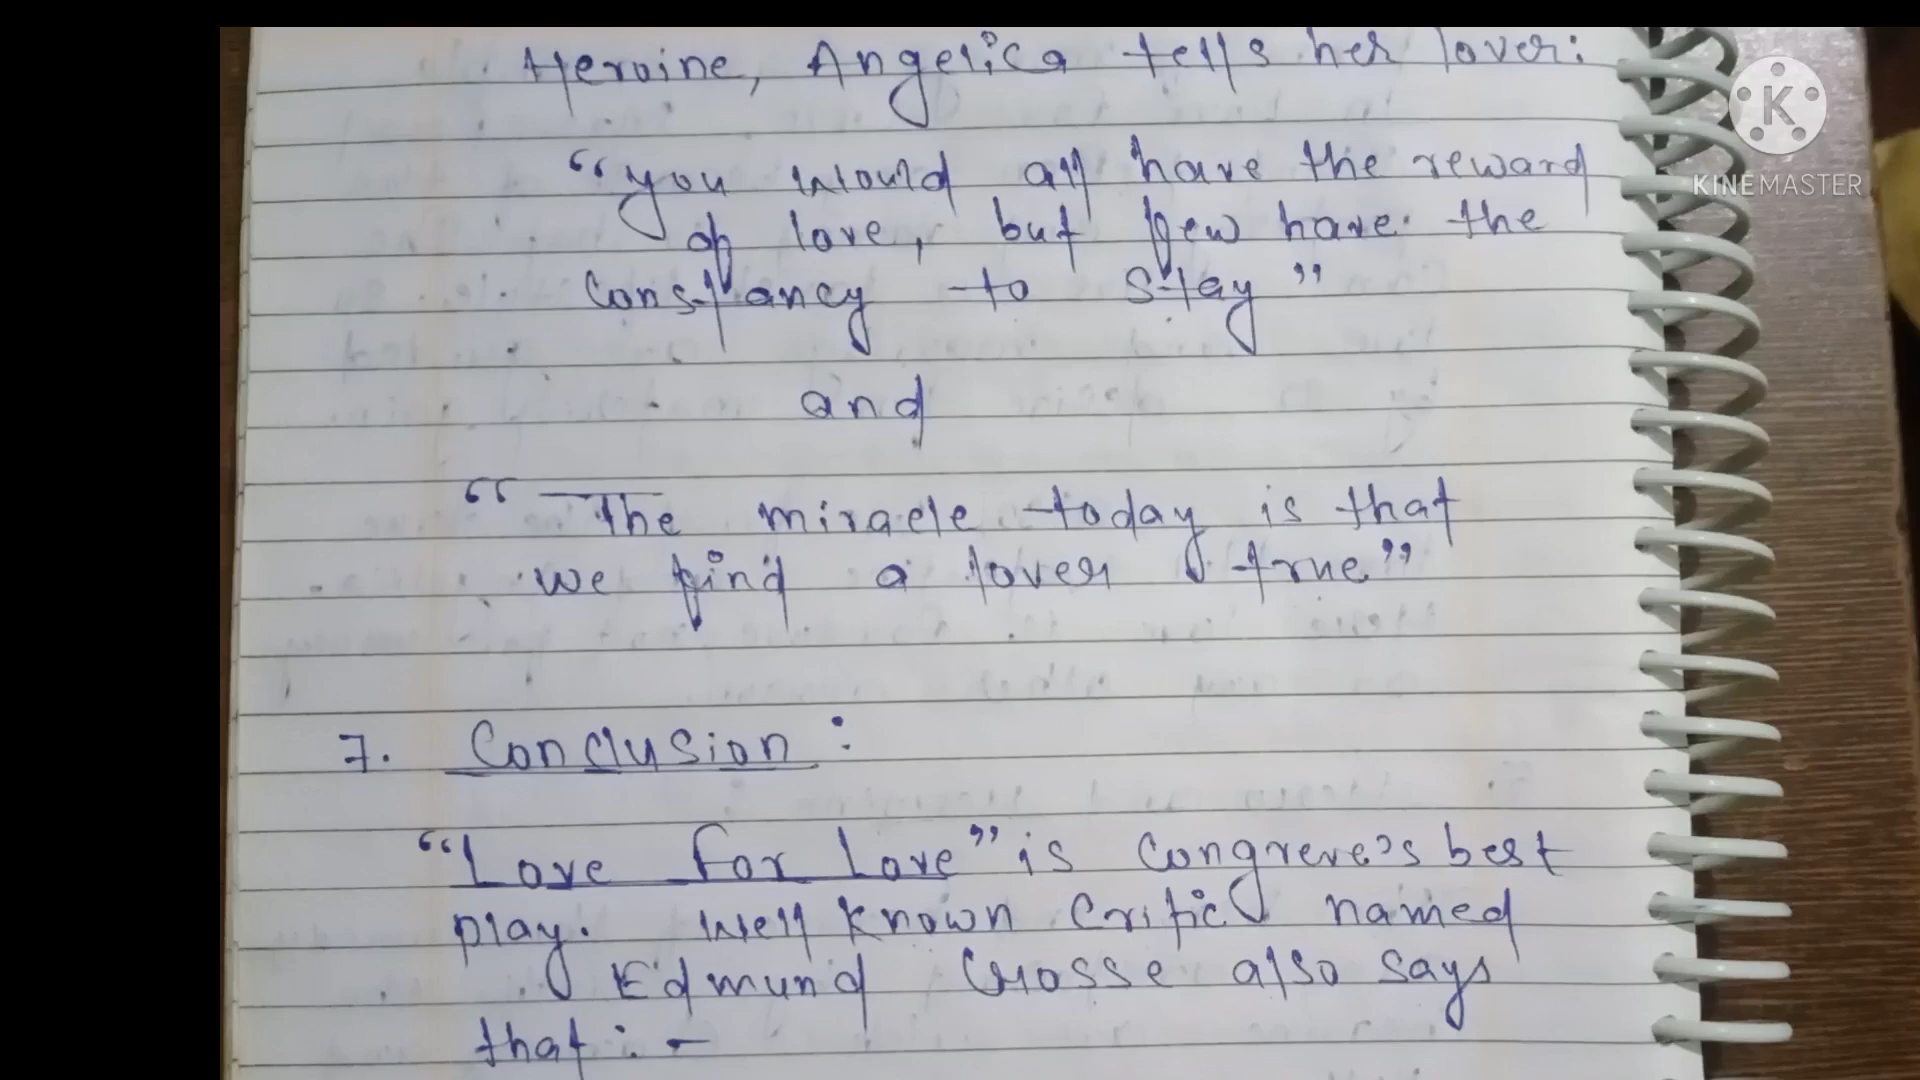 Heroine, Angelica tells her lover:
"you would all have the reward
of love, but few have the
Constancy to stay"
and
"The miracle today is that
we find a lover true"
7. Conclusion:
"Love for Love" is Congreve's best
play. Well known critic named
Edmund Gosse also says
that :-
K
KINEMASTER